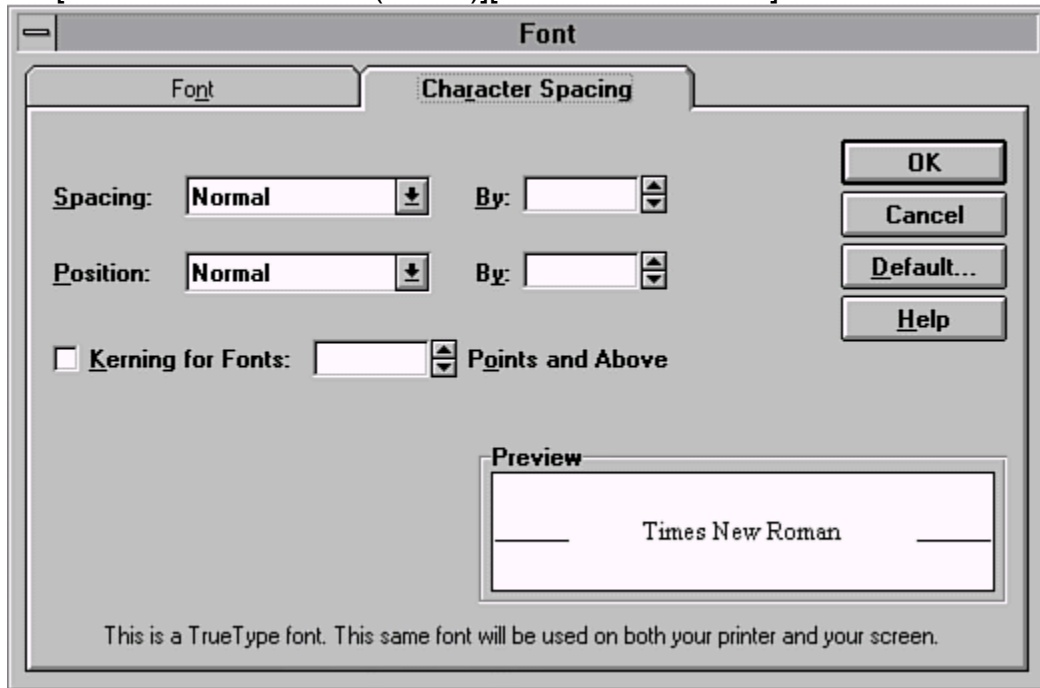 Font
Font Character Spacing
Spacing: Normal By: OK
Cancel
Position: Normal By: Default...
Help
Kerning for Fonts: Points and Above
Preview
Times New Roman
This is a TrueType font. This same font will be used on both your printer and your screen.